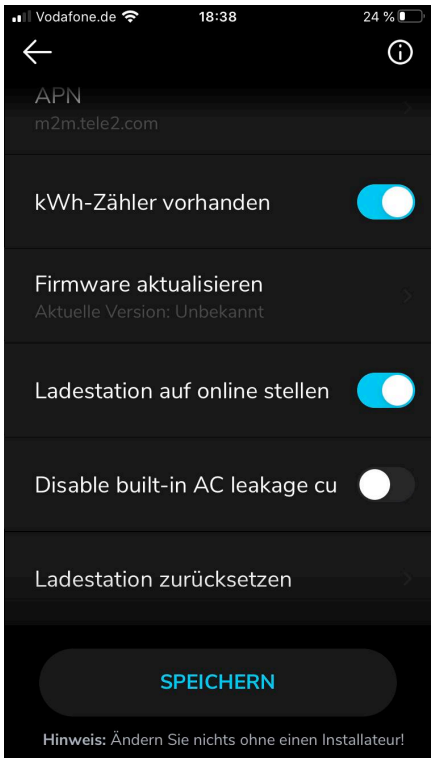 Vodafone.de 18:38 24 %
APN
m2m.tele2.com
kWh-Zähler vorhanden
Firmware aktualisieren
Aktuelle Version: Unbekannt
Ladestation auf online stellen
Disable built-in AC leakage cu
Ladestation zurücksetzen
SPEICHERN
Hinweis: Ändern Sie nichts ohne einen Installateur!